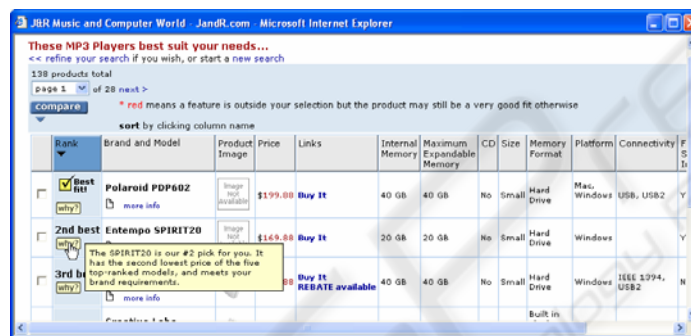 J&R Music and Computer World - JandR.com - Microsoft Internet Explorer
These MP3 Players best suit your needs...
<< refine your search if you wish, or start a new search
138 products total
page 1 of 28 next >
compare * red means a feature is outside your selection but the product may still be a very good fit otherwise
sort by clicking column name
Rank Brand and Model Product Image Price Links Internal Memory Maximum Expandable Memory CD Size Memory Format Platform Connectivity
Best fit! Polaroid PDP602 Image not available $199.88 Buy It 40 GB 40 GB No Small Hard Drive Mac, Windows USB, USB2 Y
why? more info
2nd best Entempo SPIRIT20 Image not available $169.88 Buy It 20 GB 20 GB No Small Hard Drive Windows Y
why?
The SPIRIT20 is our #2 pick for you. It
has the second lowest price of the five
top-ranked models, and meets your
brand requirements.
3rd Buy It REBATE available 40 GB 40 GB No Small Hard Drive Windows IEEE 1394, USB2 N
why? more info
Built in